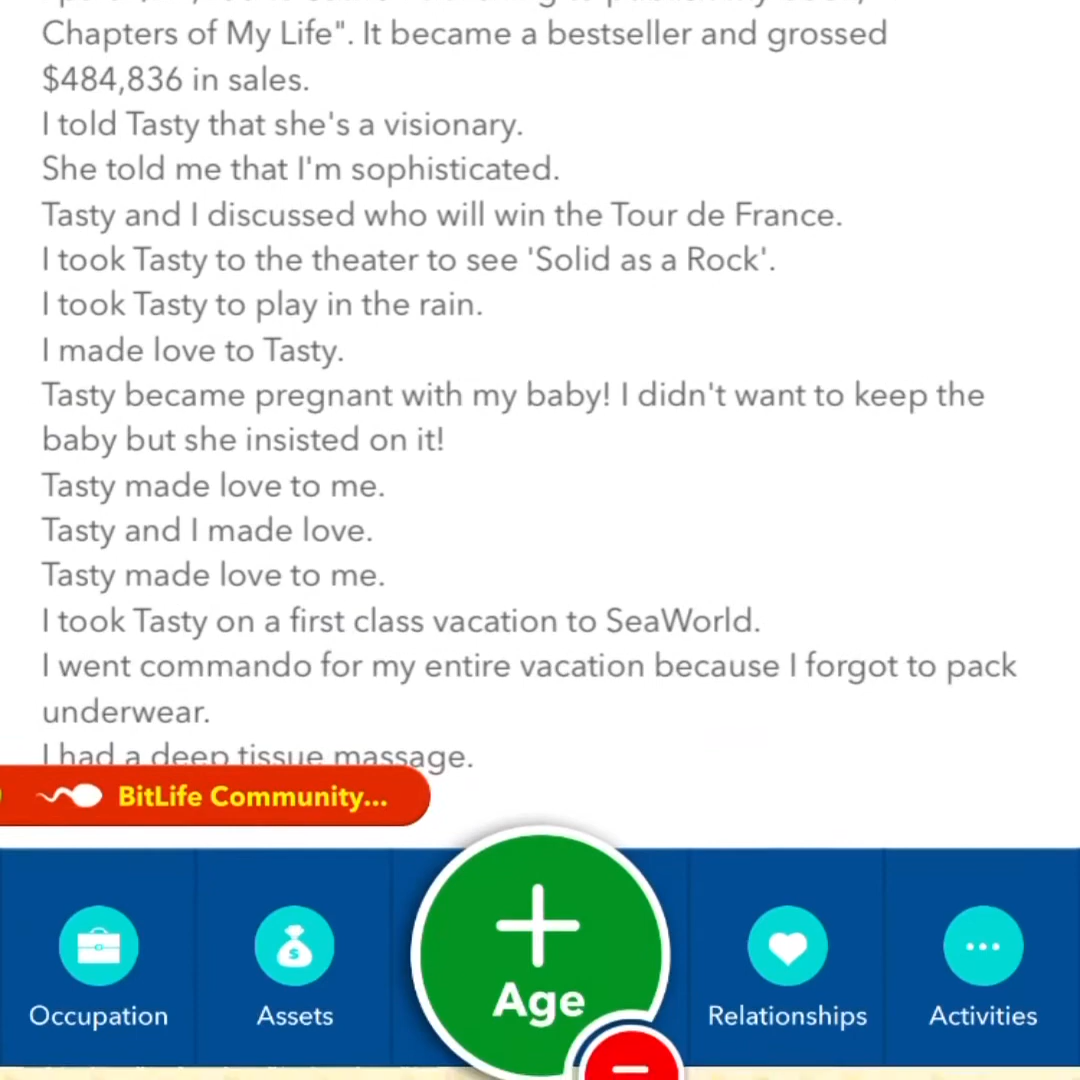 Chapters of My Life". It became a bestseller and grossed
$484,836 in sales.
I told Tasty that she's a visionary.
She told me that I'm sophisticated.
Tasty and I discussed who will win the Tour de France.
I took Tasty to the theater to see 'Solid as a Rock'.
I took Tasty to play in the rain.
I made love to Tasty.
Tasty became pregnant with my baby! I didn't want to keep the
baby but she insisted on it!
Tasty made love to me.
Tasty and I made love.
Tasty made love to me.
I took Tasty on a first class vacation to SeaWorld.
I went commando for my entire vacation because I forgot to pack
underwear.
I had a deep tissue massage.
BitLife Community...
Age
Occupation
Assets
Relationships
Activities